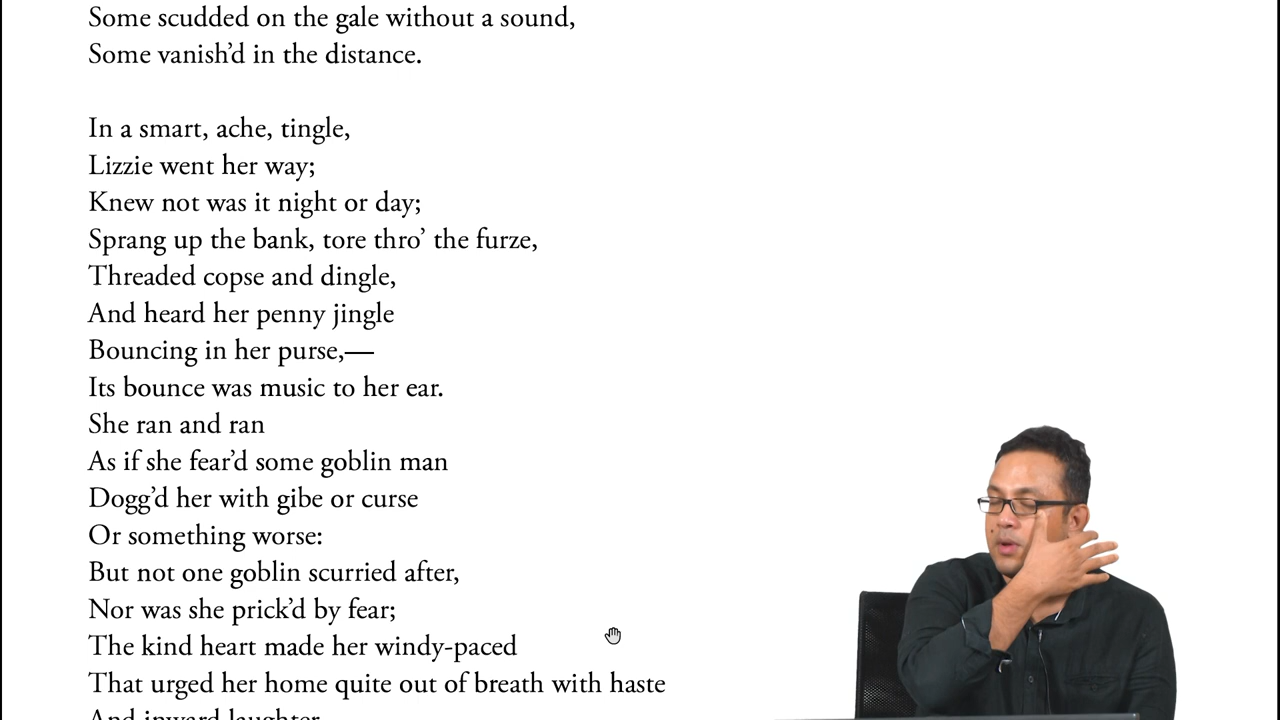 Some scudded on the gale without a sound,
Some vanish’d in the distance.
In a smart, ache, tingle,
Lizzie went her way;
Knew not was it night or day;
Sprang up the bank, tore thro’ the furze,
Threaded copse and dingle,
And heard her penny jingle
Bouncing in her purse,—
Its bounce was music to her ear.
She ran and ran
As if she fear’d some goblin man
Dogg’d her with gibe or curse
Or something worse:
But not one goblin scurried after,
Nor was she prick’d by fear;
The kind heart made her windy-paced
That urged her home quite out of breath with haste
And inward laughter